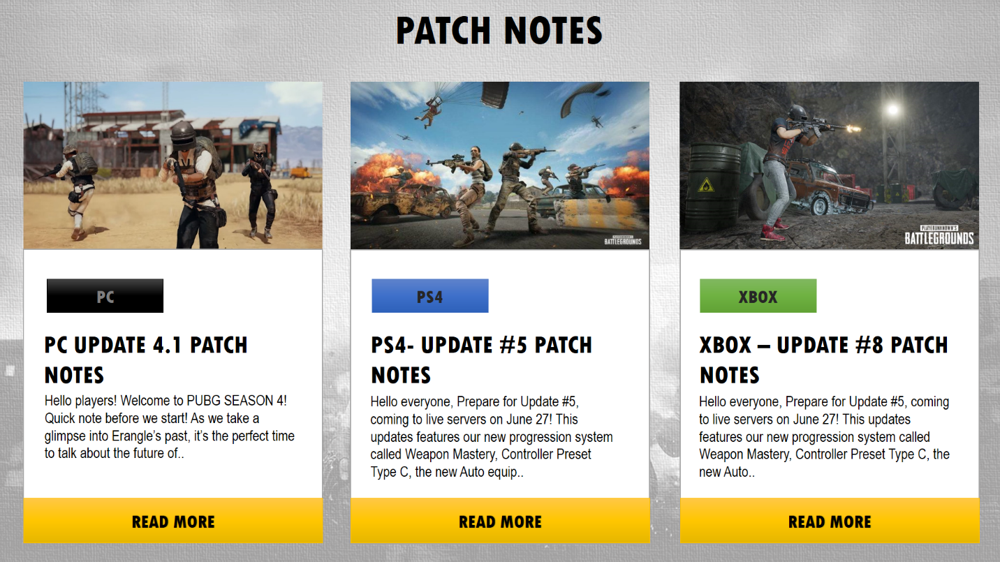 PATCH NOTES
PLAYERUNKNOWN'S
BATTLEGROUNDS
PLAYERUNKNOWN'S
BATTLEGROUNDS
PC
PC UPDATE 4.1 PATCH
NOTES
Hello players! Welcome to PUBG SEASON 4!
Quick note before we start! As we take a
glimpse into Erangle’s past, it’s the perfect time
to talk about the future of..
READ MORE
PS4
PS4- UPDATE #5 PATCH
NOTES
Hello everyone, Prepare for Update #5,
coming to live servers on June 27! This
updates features our new progression system
called Weapon Mastery, Controller Preset
Type C, the new Auto equip..
READ MORE
XBOX
XBOX – UPDATE #8 PATCH
NOTES
Hello everyone, Prepare for Update #5, coming
to live servers on June 27! This updates
features our new progression system called
Weapon Mastery, Controller Preset Type C, the
new Auto..
READ MORE